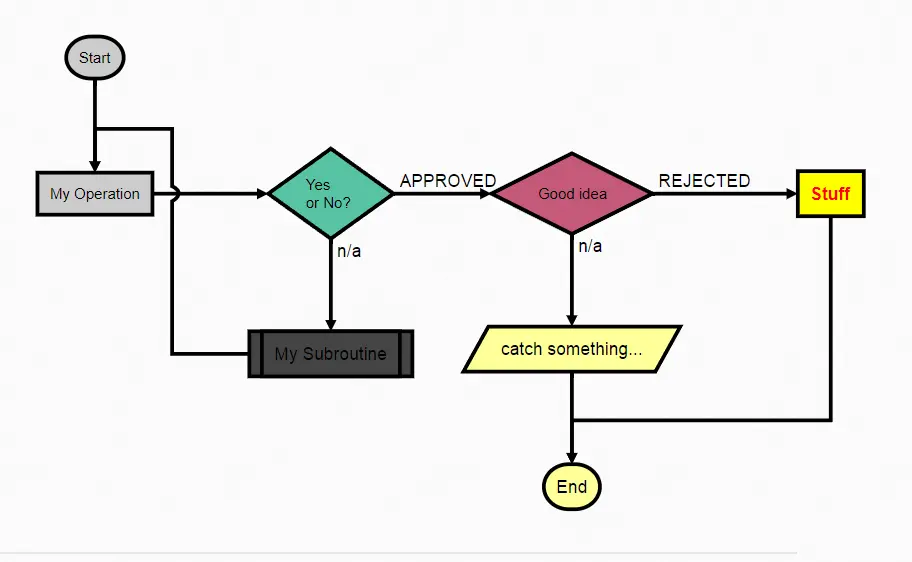 Start
My Operation
Yes
or No?
APPROVED
Good idea
REJECTED
Stuff
n/a
n/a
My Subroutine
catch something...
End